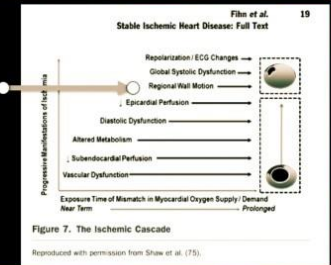 Fihn et al. 19
Stable Ischemic Heart Disease: Full Text
Repolarization / ECG Changes
Global Systolic Dysfunction
Regional Wall Motion
↓ Epicardial Perfusion
Diastolic Dysfunction
Altered Metabolism
↓ Subendocardial Perfusion
Vascular Dysfunction
Progressive Manifestations of Ischemia
Exposure Time of Mismatch in Myocardial Oxygen Supply / Demand
Near Term Prolonged
Figure 7. The Ischemic Cascade
Reproduced with permission from Shaw et al. (75).